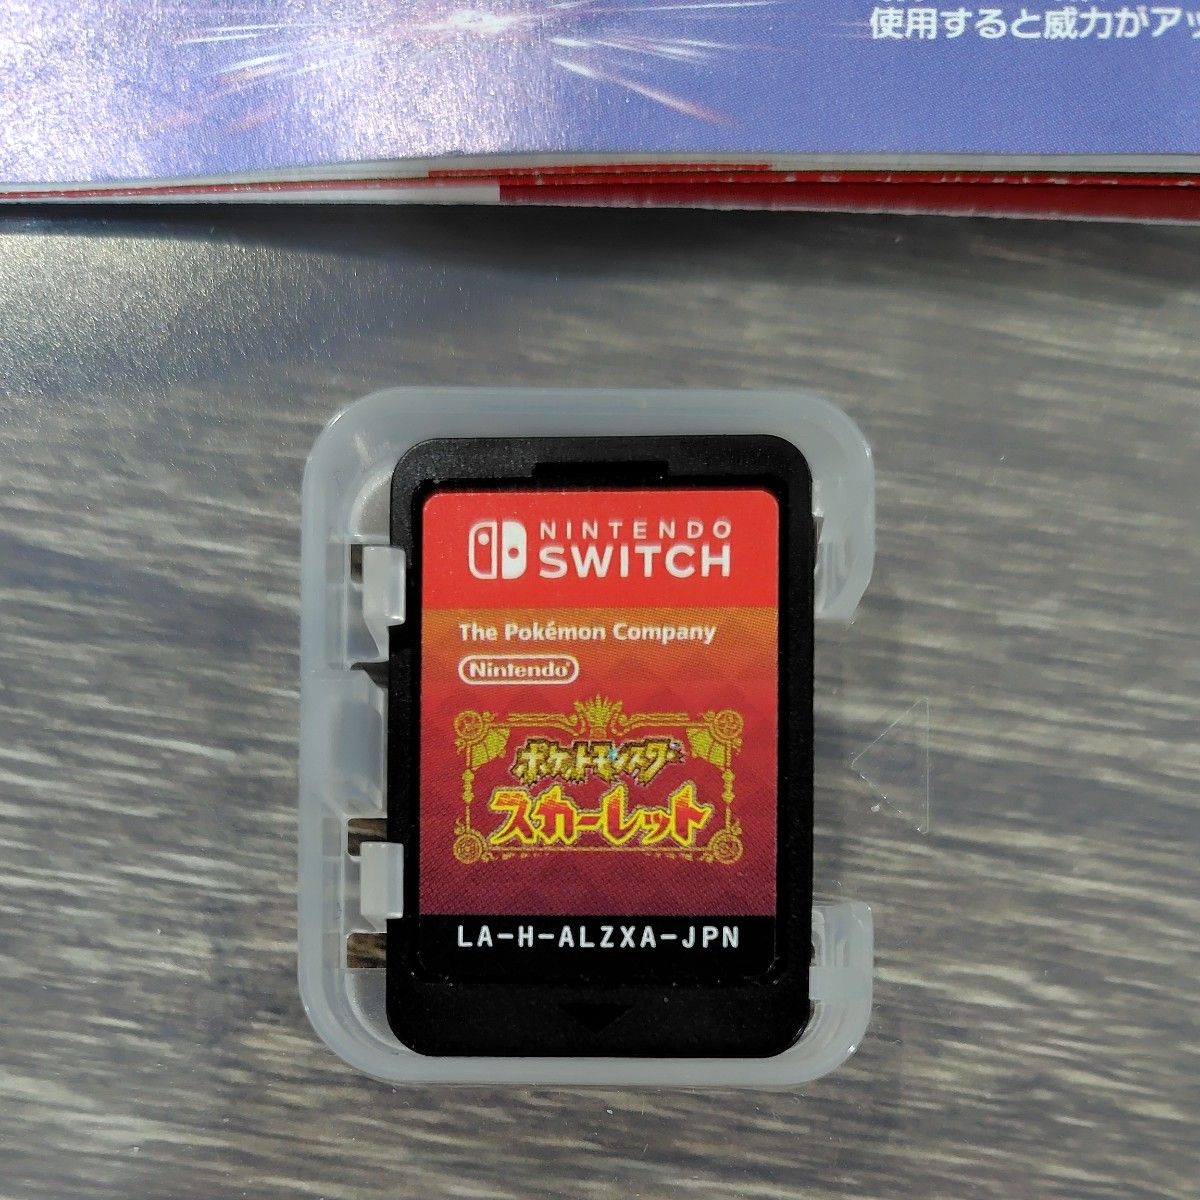 使用すると威力がアッ
NINTENDO
SWITCH
The Pokémon Company
Nintendo
ポケットモンスター
スカーレット
LA-H-ALZXA-JPN